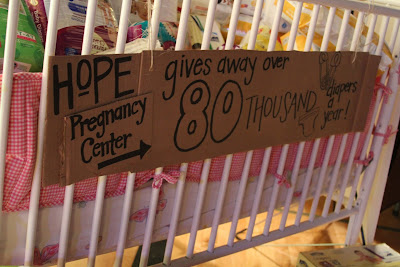 HOPE
Pregnancy
Center
gives away over
80 THOUSAND
diapers
a
year!